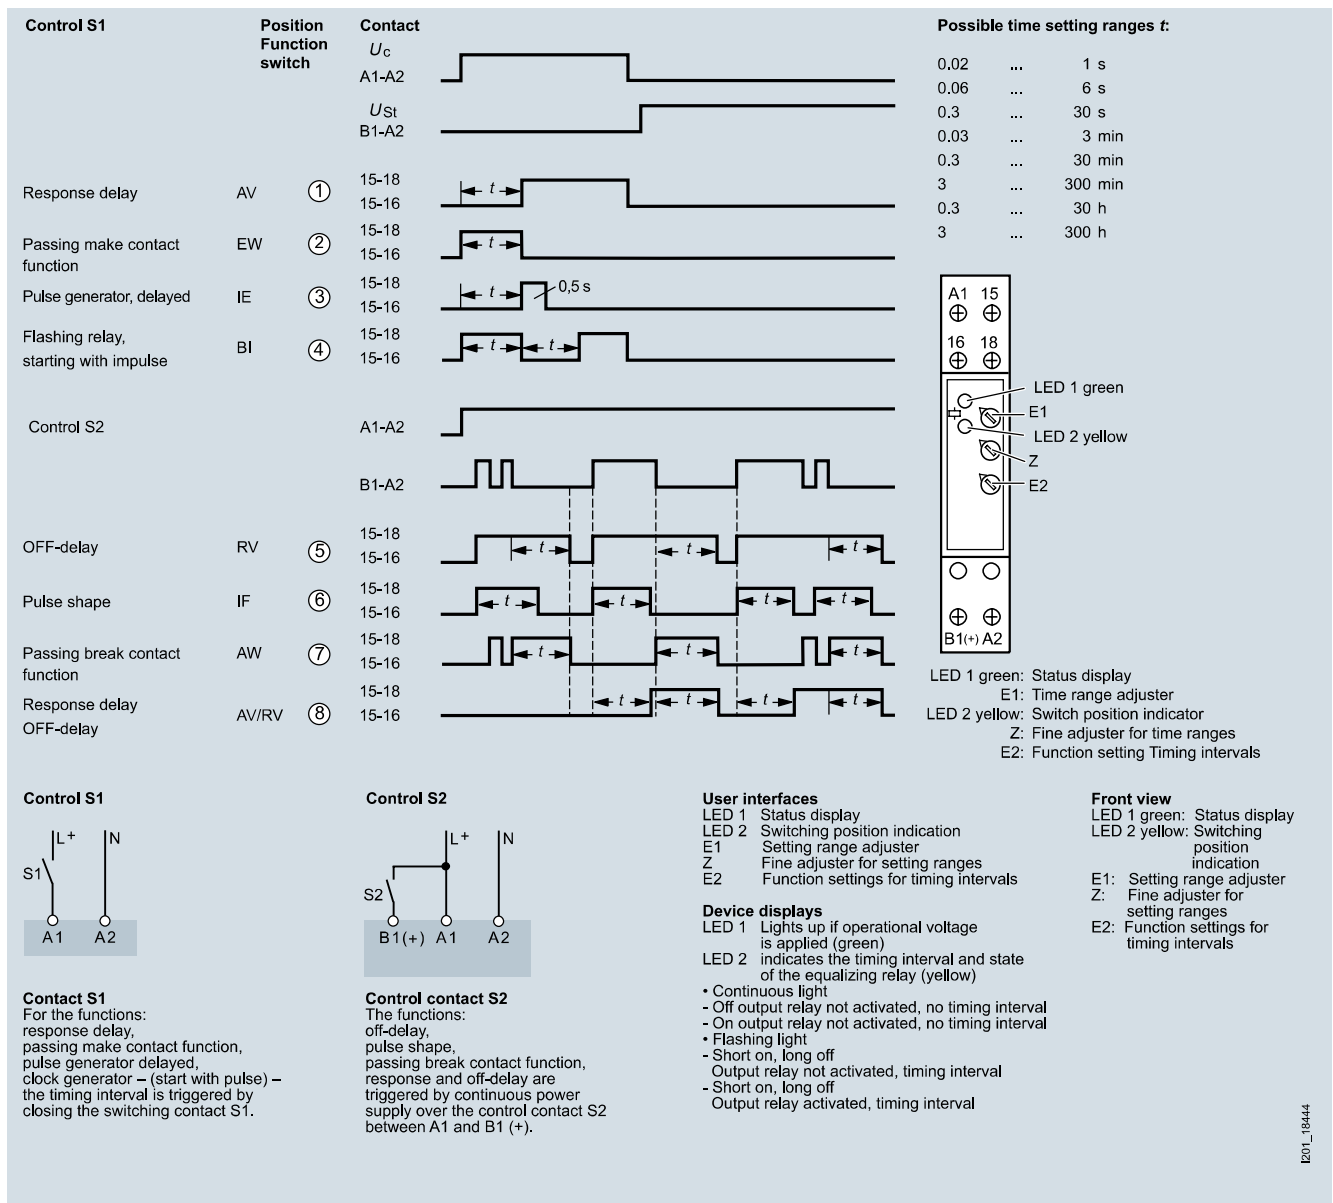 Control S1
Position Function switch
Contact
Uc
A1-A2
USt
B1-A2
Response delay AV 1 15-18 15-16 t
Passing make contact function EW 2 15-18 15-16 t
Pulse generator, delayed IE 3 15-18 15-16 t 0,5 s
Flashing relay, starting with impulse BI 4 15-18 15-16 t t
Control S2
A1-A2
B1-A2
OFF-delay RV 5 15-18 15-16 t t t
Pulse shape IF 6 15-18 15-16 t t t t
Passing break contact function AW 7 15-18 15-16 t t t
Response delay OFF-delay AV/RV 8 15-18 15-16 t t t t
Possible time setting ranges t:
0.02 ... 1 s
0.06 ... 6 s
0.3 ... 30 s
0.03 ... 3 min
0.3 ... 30 min
3 ... 300 min
0.3 ... 30 h
3 ... 300 h
A1 15
16 18
LED 1 green
E1
LED 2 yellow
Z
E2
B1(+) A2
LED 1 green: Status display
E1: Time range adjuster
LED 2 yellow: Switch position indicator
Z: Fine adjuster for time ranges
E2: Function setting Timing intervals
Control S1
L+ N
S1
A1 A2
Contact S1
For the functions:
response delay,
passing make contact function,
pulse generator delayed,
clock generator – (start with pulse) –
the timing interval is triggered by
closing the switching contact S1.
Control S2
L+ N
S2
B1(+) A1 A2
Control contact S2
The functions:
off-delay,
pulse shape,
passing break contact function,
response and off-delay are
triggered by continuous power
supply over the control contact S2
between A1 and B1 (+).
User interfaces
LED 1 Status display
LED 2 Switching position indication
E1 Setting range adjuster
Z Fine adjuster for setting ranges
E2 Function settings for timing intervals
Device displays
LED 1 Lights up if operational voltage
is applied (green)
LED 2 indicates the timing interval and state
of the equalizing relay (yellow)
• Continuous light
- Off output relay not activated, no timing interval
- On output relay not activated, no timing interval
• Flashing light
- Short on, long off
Output relay not activated, timing interval
- Short on, long off
Output relay activated, timing interval
Front view
LED 1 green: Status display
LED 2 yellow: Switching
position
indication
E1: Setting range adjuster
Z: Fine adjuster for
setting ranges
E2: Function settings for
timing intervals
I201_18444